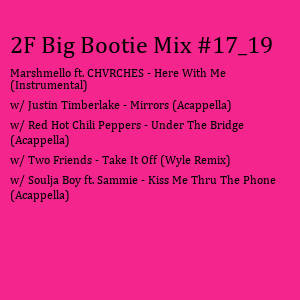 2F Big Bootie Mix #17_19
Marshmello ft. CHVRCHES - Here With Me
(Instrumental)
w/ Justin Timberlake - Mirrors (Acappella)
w/ Red Hot Chili Peppers - Under The Bridge
(Acappella)
w/ Two Friends - Take It Off (Wyle Remix)
w/ Soulja Boy ft. Sammie - Kiss Me Thru The Phone
(Acappella)